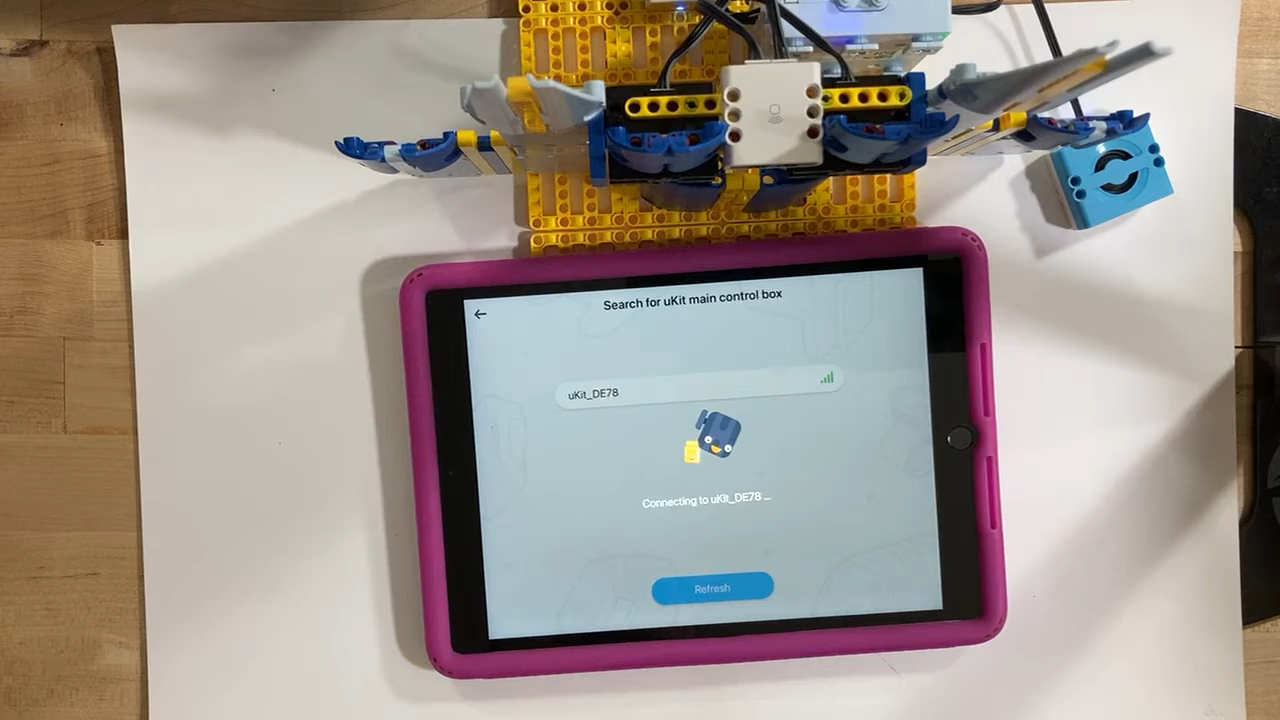 Search for uKit main control box
uKit_DE78
Connecting to uKit_DE78 ...
Refresh